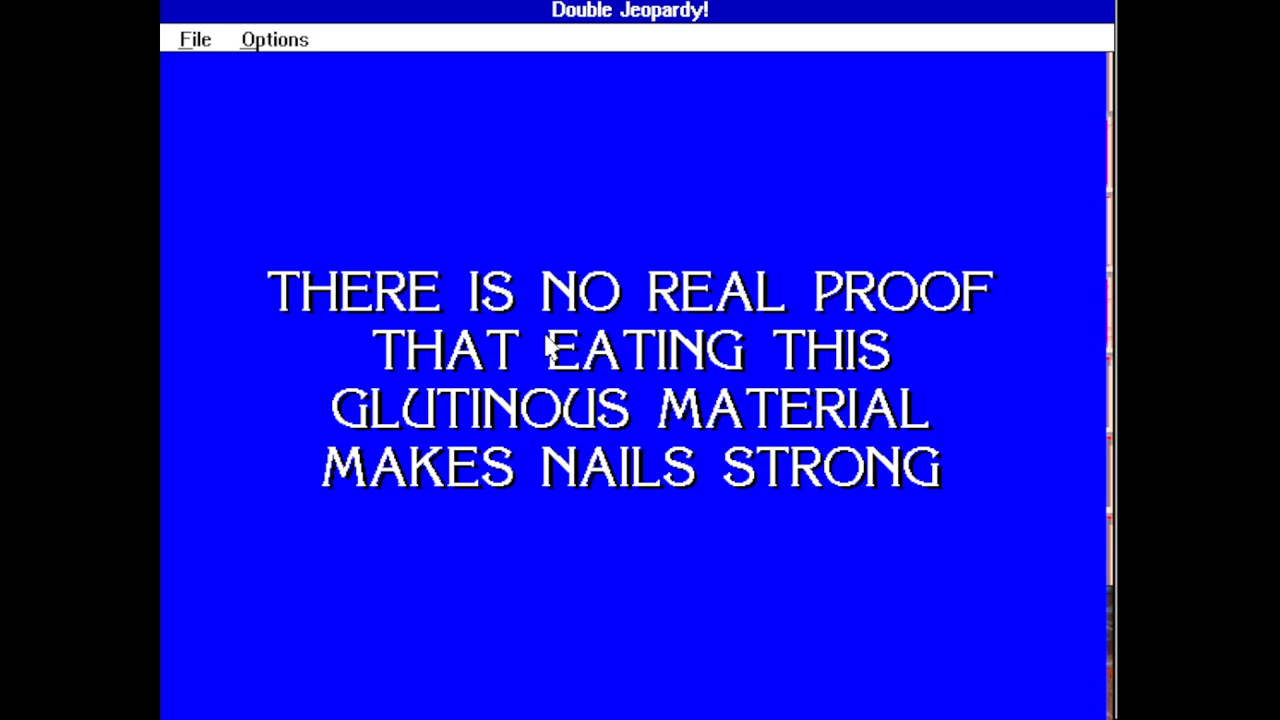 Double Jeopardy!
File Options
THERE IS NO REAL PROOF
THAT EATING THIS
GLUTINOUS MATERIAL
MAKES NAILS STRONG